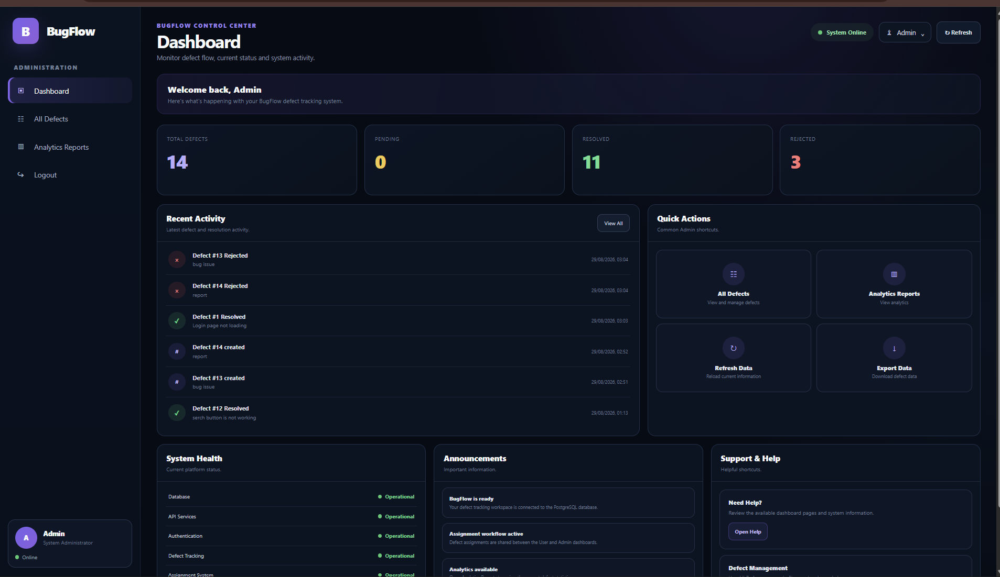 B
BugFlow
ADMINISTRATION
Dashboard
All Defects
Analytics Reports
Logout
A
Admin
System Administrator
Online
BUGFLOW CONTROL CENTER
Dashboard
Monitor defect flow, current status and system activity.
System Online
Admin
↻ Refresh
Welcome back, Admin
Here's what's happening with your BugFlow defect tracking system.
TOTAL DEFECTS
14
PENDING
0
RESOLVED
11
REJECTED
3
Recent Activity
Latest defect and resolution activity.
View All
Defect #13 Rejected
bug issue
29/08/2026, 03:04
Defect #14 Rejected
report
29/08/2026, 03:04
Defect #1 Resolved
Login page not loading
29/08/2026, 03:03
#
Defect #14 created
report
29/08/2026, 02:52
#
Defect #13 created
bug issue
29/08/2026, 02:51
Defect #12 Resolved
serch button is not working
29/08/2026, 01:13
Quick Actions
Common Admin shortcuts.
All Defects
View and manage defects
Analytics Reports
View analytics
Refresh Data
Reload current information
Export Data
Download defect data
System Health
Current platform status.
Database
Operational
API Services
Operational
Authentication
Operational
Defect Tracking
Operational
Assignment System
Operational
Announcements
Important information.
BugFlow is ready
Your defect tracking workspace is connected to the PostgreSQL database.
Assignment workflow active
Defect assignments are shared between the User and Admin dashboards.
Analytics available
Support & Help
Helpful shortcuts.
Need Help?
Review the available dashboard pages and system information.
Open Help
Defect Management